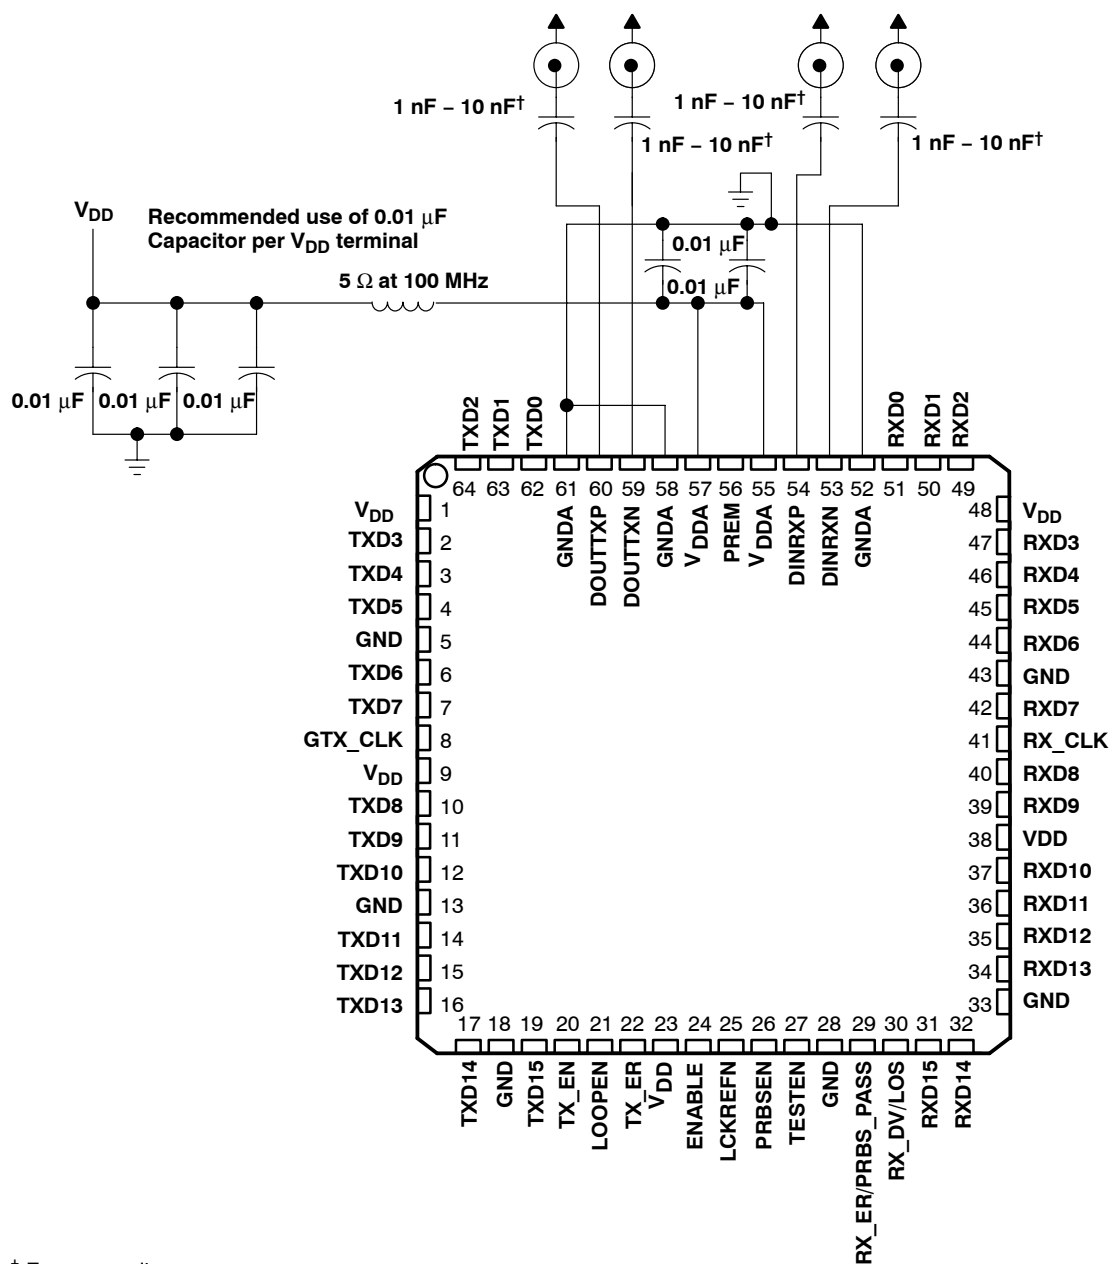 1 nF – 10 nF†
1 nF – 10 nF†
1 nF – 10 nF†
1 nF – 10 nF†
VDD
Recommended use of 0.01 μF
Capacitor per VDD terminal
5 Ω at 100 MHz
0.01 μF
0.01 μF
0.01 μF
0.01 μF
0.01 μF
TXD2
TXD1
TXD0
RXD0
RXD1
RXD2
64 63 62 61 60 59 58 57 56 55 54 53 52 51 50 49
GNDA
DOUTTXP
DOUTTXN
GNDA
VDDA
PREM
VDDA
DINRXP
DINRXN
GNDA
VDD 1
TXD3 2
TXD4 3
TXD5 4
GND 5
TXD6 6
TXD7 7
GTX_CLK 8
VDD 9
TXD8 10
TXD9 11
TXD10 12
GND 13
TXD11 14
TXD12 15
TXD13 16
48 VDD
47 RXD3
46 RXD4
45 RXD5
44 RXD6
43 GND
42 RXD7
41 RX_CLK
40 RXD8
39 RXD9
38 VDD
37 RXD10
36 RXD11
35 RXD12
34 RXD13
33 GND
17 18 19 20 21 22 23 24 25 26 27 28 29 30 31 32
TXD14
GND
TXD15
TX_EN
LOOPEN
TX_ER
VDD
ENABLE
LCKREFN
PRBSEN
TESTEN
GND
RX_ER/PRBS_PASS
RX_DV/LOS
RXD15
RXD14